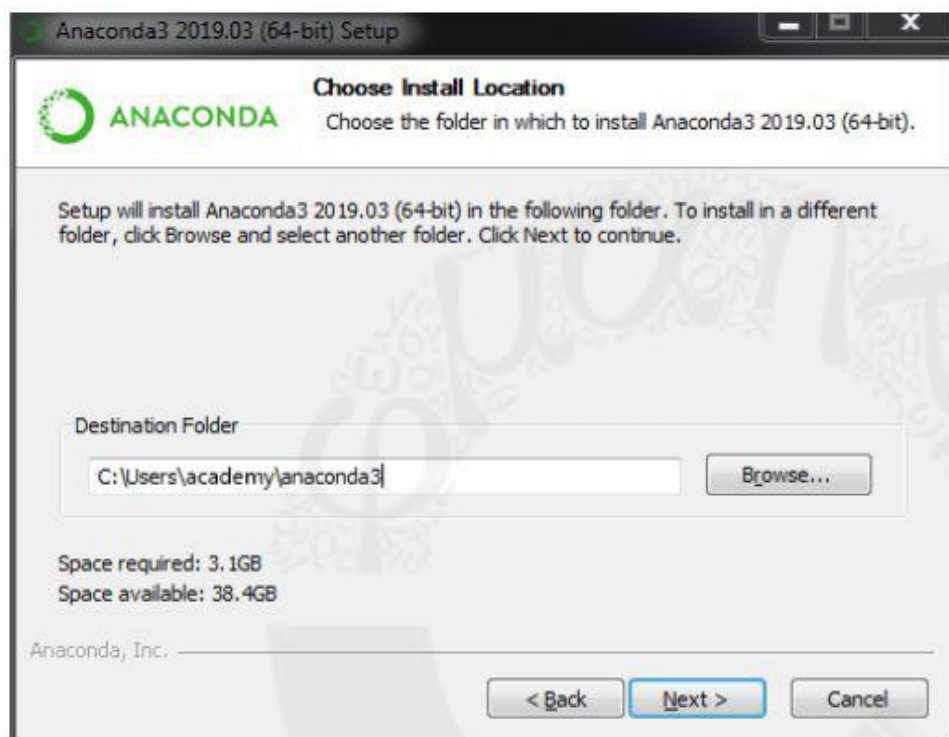 Anaconda3 2019.03 (64-bit) Setup
Choose Install Location
ANACONDA
Choose the folder in which to install Anaconda3 2019.03 (64-bit).
Setup will install Anaconda3 2019.03 (64-bit) in the following folder. To install in a different
folder, click Browse and select another folder. Click Next to continue.
Destination Folder
C:\Users\academy\anaconda3
Browse...
Space required: 3.1GB
Space available: 38.4GB
Anaconda, Inc.
< Back
Next >
Cancel